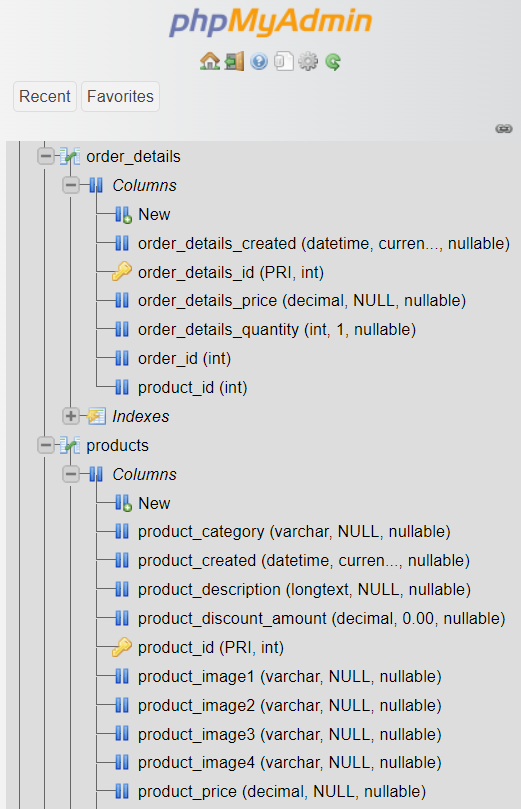 phpMyAdmin
Recent Favorites
order_details
Columns
New
order_details_created (datetime, curren..., nullable)
order_details_id (PRI, int)
order_details_price (decimal, NULL, nullable)
order_details_quantity (int, 1, nullable)
order_id (int)
product_id (int)
Indexes
products
Columns
New
product_category (varchar, NULL, nullable)
product_created (datetime, curren..., nullable)
product_description (longtext, NULL, nullable)
product_discount_amount (decimal, 0.00, nullable)
product_id (PRI, int)
product_image1 (varchar, NULL, nullable)
product_image2 (varchar, NULL, nullable)
product_image3 (varchar, NULL, nullable)
product_image4 (varchar, NULL, nullable)
product_price (decimal, NULL, nullable)